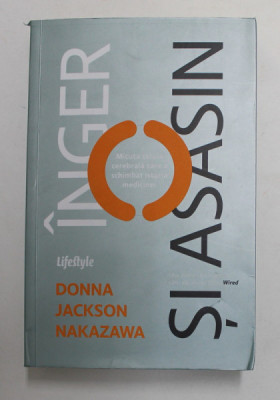 ÎNGER
ȘI ASASIN
Lifestyle
Wired
DONNA
JACKSON
NAKAZAWA